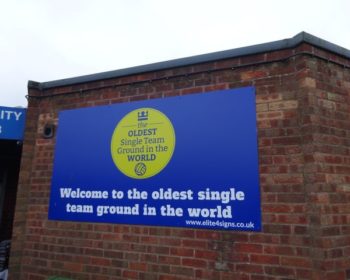 ITY
the
OLDEST
Single Team
Ground in the
WORLD
Welcome to the oldest single
team ground in the world
www.elite4signs.co.uk